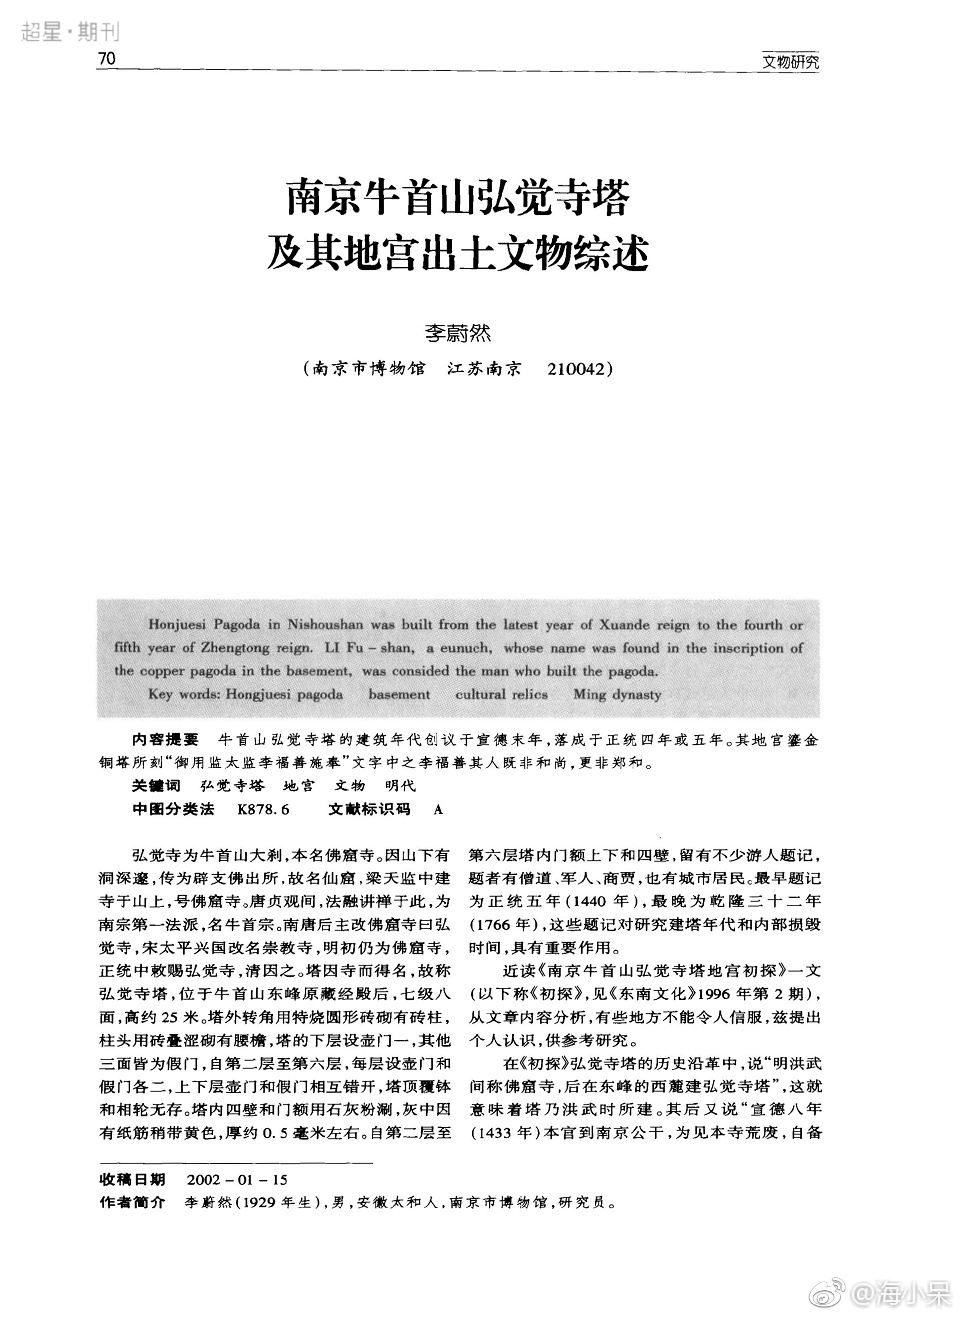 超星·期刊
70
文物研究
南京牛首山弘觉寺塔
及其地宫出土文物综述
李蔚然
(南京市博物馆　江苏南京　210042)
Honjuesi Pagoda in Nishoushan was built from the latest year of Xuande reign to the fourth or
fifth year of Zhengtong reign. LI Fu-shan, a eunuch, whose name was found in the inscription of
the copper pagoda in the basement, was consided the man who built the pagoda.
Key words: Hongjuesi pagoda　basement　cultural relics　Ming dynasty
内容提要　牛首山弘觉寺塔的建筑年代创议于宣德末年,落成于正统四年或五年。其地宫鎏金
铜塔所刻“御用监太监李福善施奉”文字中之李福善其人既非和尚,更非郑和。
关键词　弘觉寺塔　地宫　文物　明代
中图分类法　K878.6　文献标识码　A
弘觉寺为牛首山大刹,本名佛窟寺。因山下有
洞深邃,传为辟支佛出所,故名仙窟,梁天监中建
寺于山上,号佛窟寺。唐贞观间,法融讲禅于此,为
南宗第一法派,名牛首宗。南唐后主改佛窟寺曰弘
觉寺,宋太平兴国改名崇教寺,明初仍为佛窟寺,
正统中敕赐弘觉寺,清因之。塔因寺而得名,故称
弘觉寺塔,位于牛首山东峰原藏经殿后,七级八
面,高约25米。塔外转角用特烧圆形砖砌有砖柱,
柱头用砖叠涩砌有腰檐,塔的下层设壶门一,其他
三面皆为假门,自第二层至第六层,每层设壶门和
假门各二,上下层壶门和假门相互错开,塔顶覆钵
和相轮无存。塔内四壁和门额用石灰粉涮,灰中因
有纸筋稍带黄色,厚约0.5毫米左右。自第二层至
第六层塔内门额上下和四壁,留有不少游人题记,
题者有僧道、军人、商贾,也有城市居民。最早题记
为正统五年(1440年),最晚为乾隆三十二年
(1766年),这些题记对研究建塔年代和内部损毁
时间,具有重要作用。
近读《南京牛首山弘觉寺塔地宫初探》一文
(以下称《初探》,见《东南文化》1996年第2期),
从文章内容分析,有些地方不能令人信服,兹提出
个人认识,供参考研究。
在《初探》弘觉寺塔的历史沿革中,说“明洪武
间称佛窟寺,后在东峰的西麓建弘觉寺塔”,这就
意味着塔乃洪武时所建。其后又说“宣德八年
(1433年)本官到南京公干,为见本寺荒废,自备
收稿日期　2002-01-15
作者简介　李蔚然(1929年生),男,安徽太和人,南京市博物馆,研究员。
@海小呆